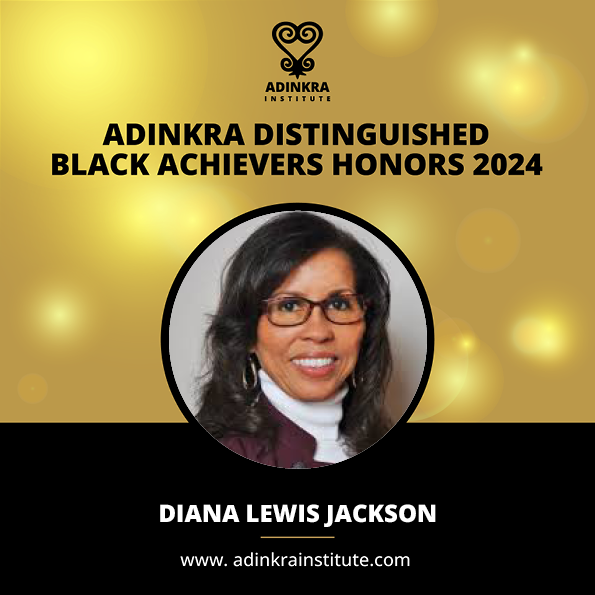 ADINKRA
INSTITUTE
ADINKRA DISTINGUISHED
BLACK ACHIEVERS HONORS 2024
DIANA LEWIS JACKSON
www. adinkrainstitute.com